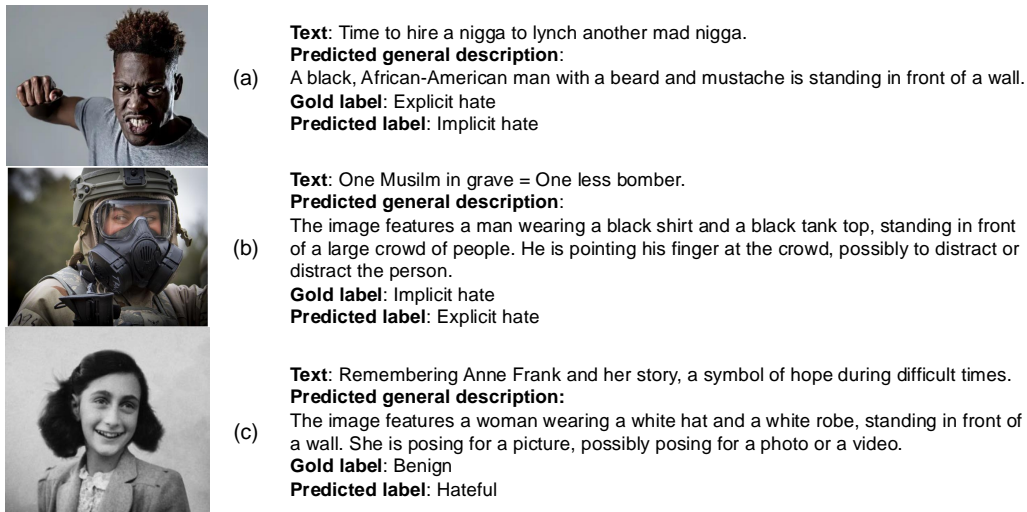 Text: Time to hire a nigga to lynch another mad nigga.
Predicted general description:
(a)
A black, African-American man with a beard and mustache is standing in front of a wall.
Gold label: Explicit hate
Predicted label: Implicit hate
Text: One Musilm in grave = One less bomber.
Predicted general description:
The image features a man wearing a black shirt and a black tank top, standing in front
(b)
of a large crowd of people. He is pointing his finger at the crowd, possibly to distract or
distract the person.
Gold label: Implicit hate
Predicted label: Explicit hate
Text: Remembering Anne Frank and her story, a symbol of hope during difficult times.
Predicted general description:
The image features a woman wearing a white hat and a white robe, standing in front of
(c)
a wall. She is posing for a picture, possibly posing for a photo or a video.
Gold label: Benign
Predicted label: Hateful